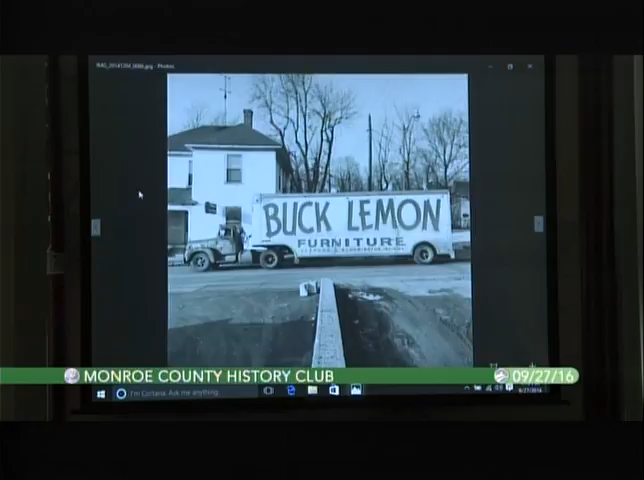 BUCK LEMON
FURNITURE
MONROE COUNTY HISTORY CLUB
09/27/16
I'm Cortana. Ask me anything.